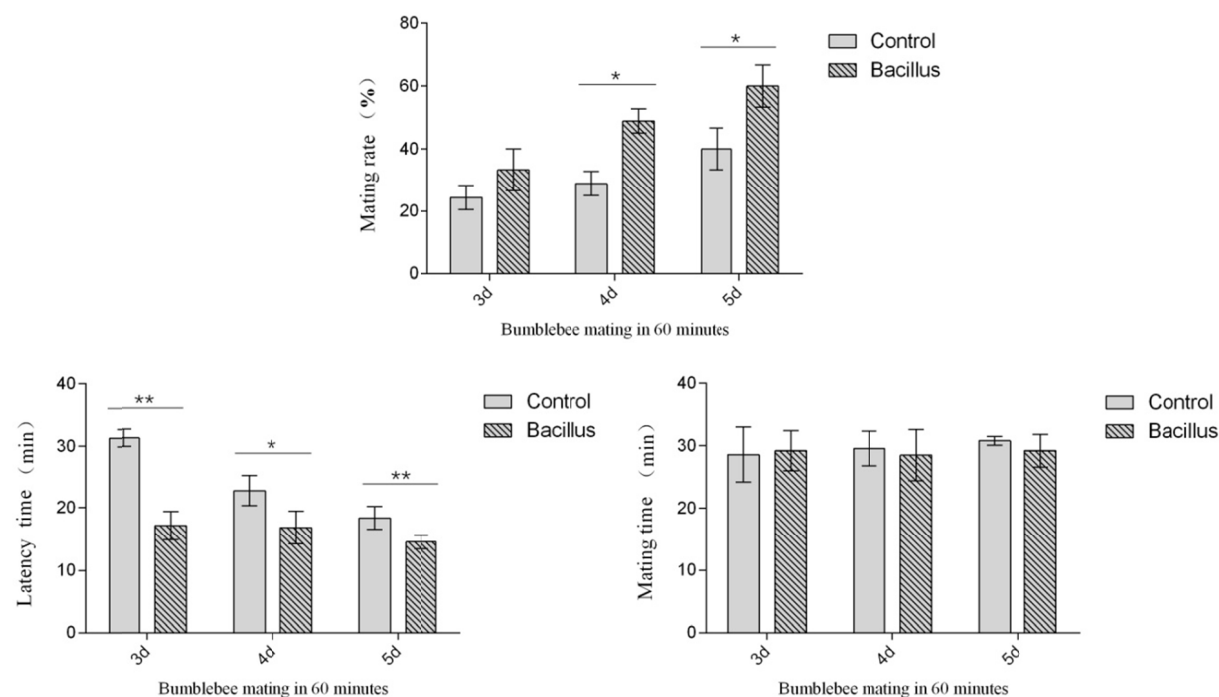 80
60
40
20
0
Mating rate （%）
*
*
Control
Bacillus
3d
4d
5d
Bumblebee mating in 60 minutes
40
30
20
10
0
Latency time （min）
**
*
**
Control
Bacillus
3d
4d
5d
Bumblebee mating in 60 minutes
40
30
20
10
0
Mating time （min）
Control
Bacillus
3d
4d
5d
Bumblebee mating in 60 minutes